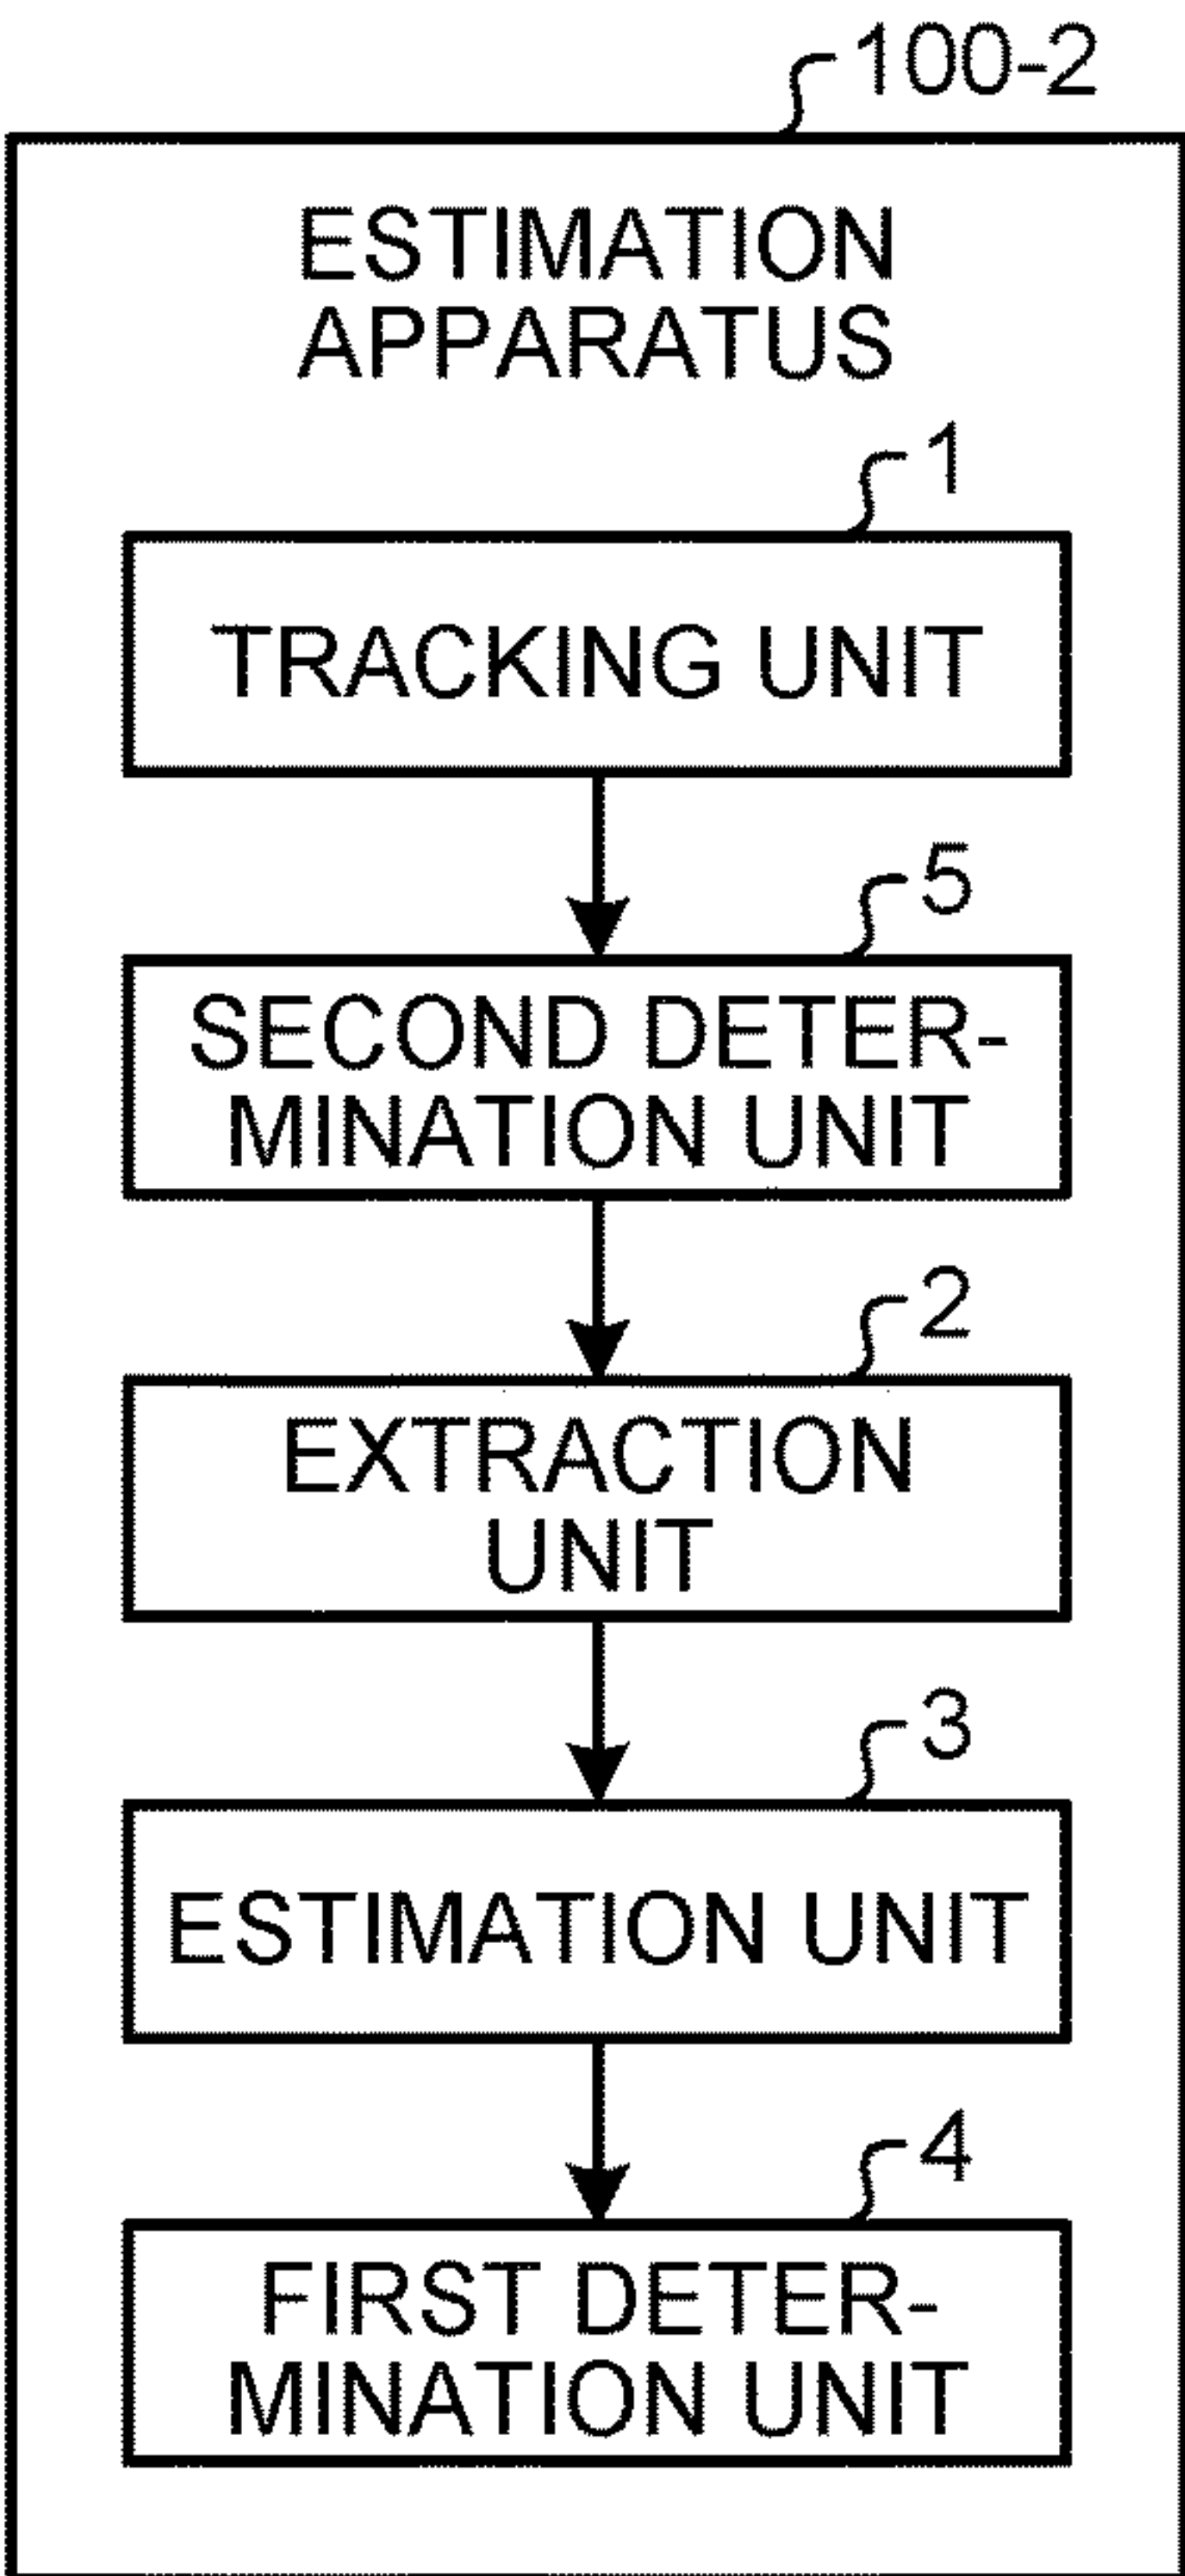 100-2
ESTIMATION
APPARATUS
1
TRACKING UNIT
5
SECOND DETER-
MINATION UNIT
2
EXTRACTION
UNIT
3
ESTIMATION UNIT
4
FIRST DETER-
MINATION UNIT